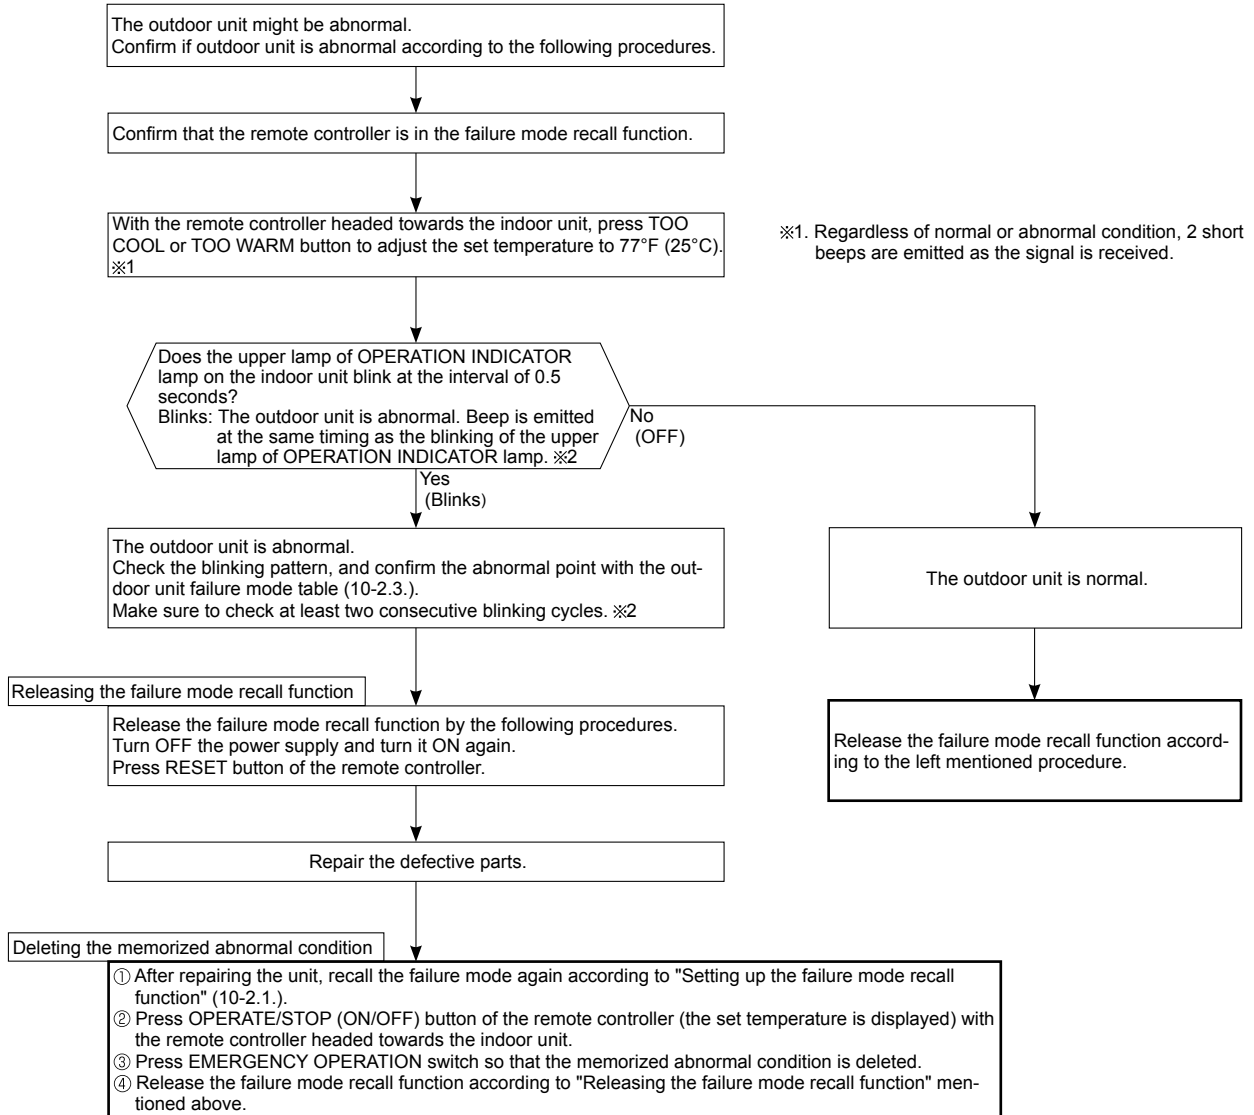 The outdoor unit might be abnormal.
Confirm if outdoor unit is abnormal according to the following procedures.
Confirm that the remote controller is in the failure mode recall function.
With the remote controller headed towards the indoor unit, press TOO
COOL or TOO WARM button to adjust the set temperature to 77°F (25°C).
※1
※1. Regardless of normal or abnormal condition, 2 short
beeps are emitted as the signal is received.
Does the upper lamp of OPERATION INDICATOR
lamp on the indoor unit blink at the interval of 0.5
seconds?
Blinks: The outdoor unit is abnormal. Beep is emitted
at the same timing as the blinking of the upper
lamp of OPERATION INDICATOR lamp. ※2
No
(OFF)
Yes
(Blinks)
The outdoor unit is abnormal.
Check the blinking pattern, and confirm the abnormal point with the out-
door unit failure mode table (10-2.3.).
Make sure to check at least two consecutive blinking cycles. ※2
The outdoor unit is normal.
Releasing the failure mode recall function
Release the failure mode recall function by the following procedures.
Turn OFF the power supply and turn it ON again.
Press RESET button of the remote controller.
Release the failure mode recall function accord-
ing to the left mentioned procedure.
Repair the defective parts.
Deleting the memorized abnormal condition
① After repairing the unit, recall the failure mode again according to "Setting up the failure mode recall
function" (10-2.1.).
② Press OPERATE/STOP (ON/OFF) button of the remote controller (the set temperature is displayed) with
the remote controller headed towards the indoor unit.
③ Press EMERGENCY OPERATION switch so that the memorized abnormal condition is deleted.
④ Release the failure mode recall function according to "Releasing the failure mode recall function" men-
tioned above.